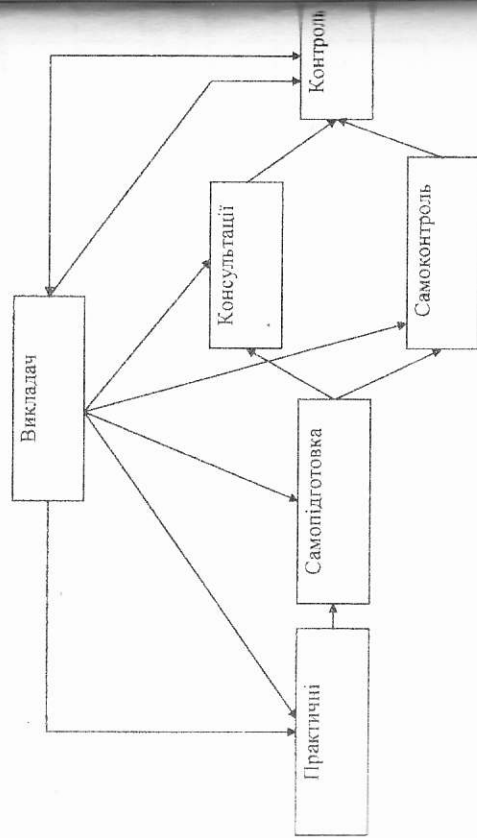 Викладач
Практичні
Самопідготовка
Консультації
Самоконтроль
Контроль